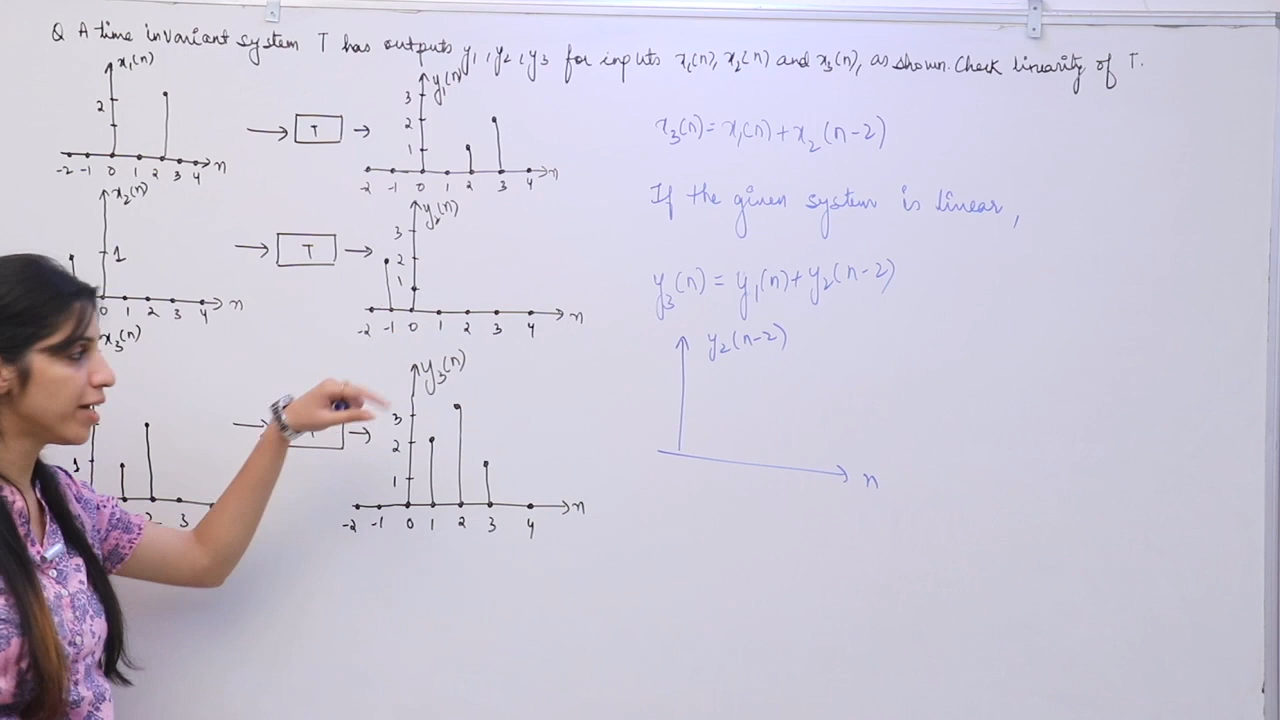 Q A time invariant system T has outputs y₁, y₂, y₃ for inputs x₁(n), x₂(n) and x₃(n), as shown. Check linearity of T.
x₁(n)
2
-2 -1 0 1 2 3 4 n
T
y₁(n)
3
2
1
-2 -1 0 1 2 3 4 n
x₂(n)
1
0 1 2 3 4 n
T
y₂(n)
3
2
1
-2 -1 0 1 2 3 4 n
x₃(n)
1
2 3
y₃(n)
3
2
1
-2 -1 0 1 2 3 4 n
x₃(n) = x₁(n) + x₂(n-2)
If the given system is linear,
y₃(n) = y₁(n) + y₂(n-2)
y₂(n-2)
n